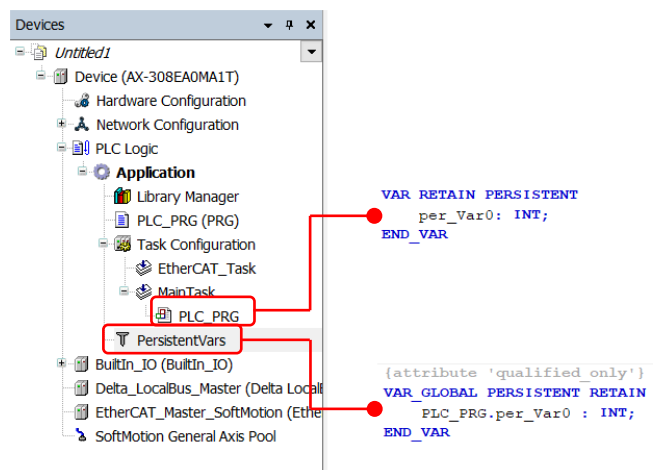 Devices
Untitled1
Device (AX-308EA0MA1T)
Hardware Configuration
Network Configuration
PLC Logic
Application
Library Manager
PLC_PRG (PRG)
Task Configuration
EtherCAT_Task
MainTask
PLC_PRG
PersistentVars
BuiltIn_IO (BuiltIn_IO)
Delta_LocalBus_Master (Delta Local
EtherCAT_Master_SoftMotion (Ethe
SoftMotion General Axis Pool
VAR RETAIN PERSISTENT
per_Var0: INT;
END_VAR
{attribute 'qualified_only'}
VAR_GLOBAL PERSISTENT RETAIN
PLC_PRG.per_Var0 : INT;
END_VAR